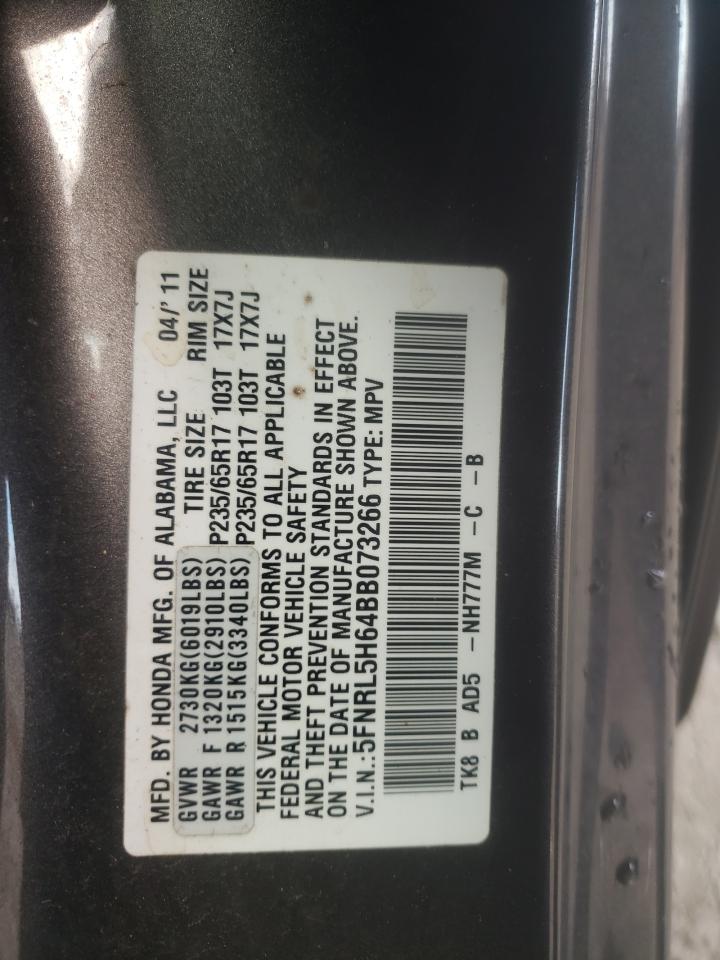 MFD. BY HONDA MFG. OF ALABAMA, LLC 04/'11
GVWR 2730KG(6019LBS) TIRE SIZE RIM SIZE
GAWR F 1320KG(2910LBS) P235/65R17 103T 17X7J
GAWR R 1515KG(3340LBS) P235/65R17 103T 17X7J
THIS VEHICLE CONFORMS TO ALL APPLICABLE
FEDERAL MOTOR VEHICLE SAFETY
AND THEFT PREVENTION STANDARDS IN EFFECT
ON THE DATE OF MANUFACTURE SHOWN ABOVE.
V.I.N.:5FNRL5H64BB073266 TYPE: MPV
TK8 B AD5 -NH777M -C -B